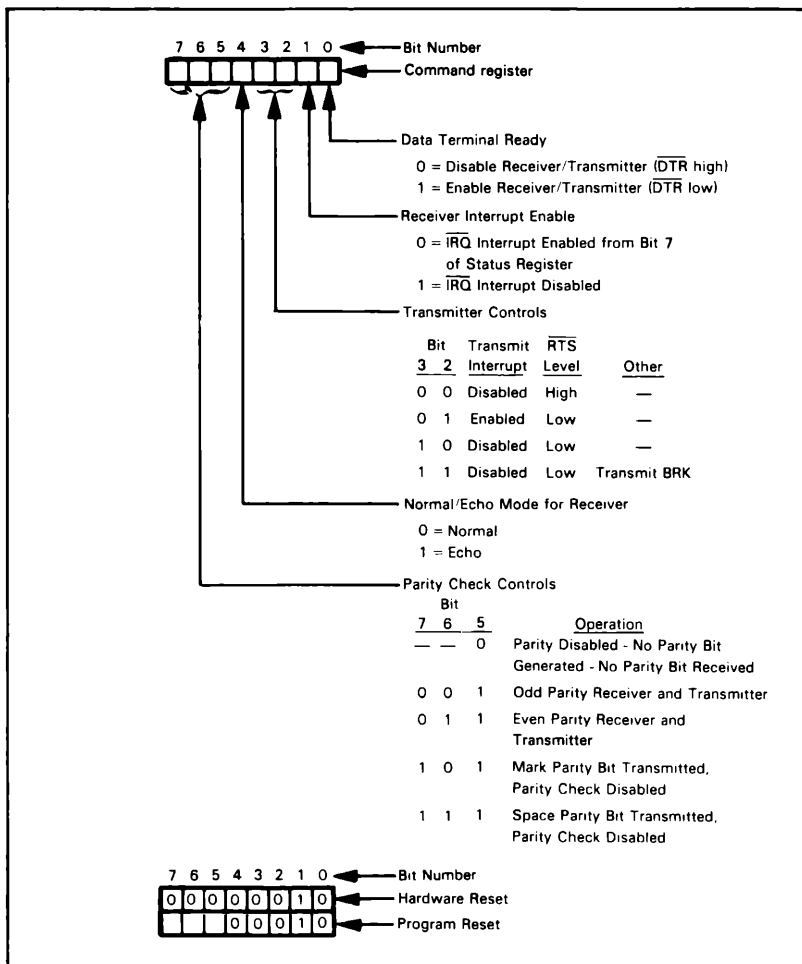 7 6 5 4 3 2 1 0 Bit Number
Command register
Data Terminal Ready
0 = Disable Receiver/Transmitter (D̅T̅R̅ high)
1 = Enable Receiver/Transmitter (D̅T̅R̅ low)
Receiver Interrupt Enable
0 = I̅R̅Q̅ Interrupt Enabled from Bit 7
of Status Register
1 = I̅R̅Q̅ Interrupt Disabled
Transmitter Controls
Bit Transmit R̅T̅S̅
3 2 Interrupt Level Other
0 0 Disabled High —
0 1 Enabled Low —
1 0 Disabled Low —
1 1 Disabled Low Transmit BRK
Normal/Echo Mode for Receiver
0 = Normal
1 = Echo
Parity Check Controls
Bit
7 6 5 Operation
— — 0 Parity Disabled - No Parity Bit
Generated - No Parity Bit Received
0 0 1 Odd Parity Receiver and Transmitter
0 1 1 Even Parity Receiver and
Transmitter
1 0 1 Mark Parity Bit Transmitted,
Parity Check Disabled
1 1 1 Space Parity Bit Transmitted,
Parity Check Disabled
7 6 5 4 3 2 1 0 Bit Number
0 0 0 0 0 0 1 0 Hardware Reset
0 0 0 1 0 Program Reset